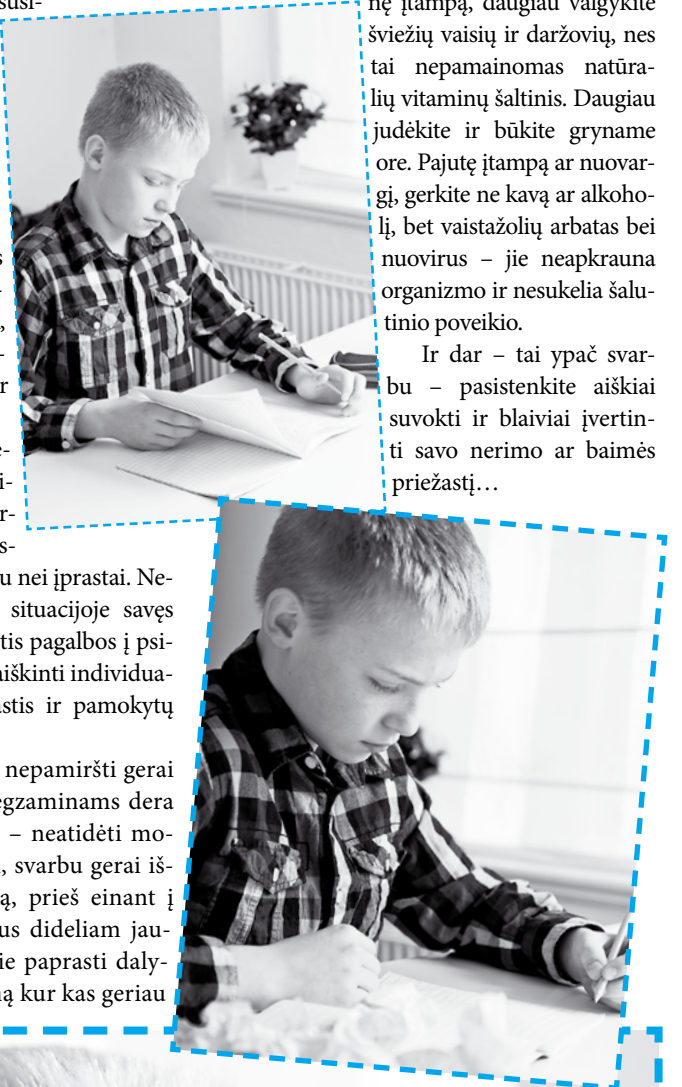 susi-
s
-
,
-
r
e-
i-
r-
s-
u nei įprastai. Ne-
situacijoje savęs
tis pagalbos į psi-
aiškinti individua-
astis ir pamokytų
nepamiršti gerai
egzaminams dera
– neatidėti mo-
, svarbu gerai iš-
ą, prieš einant į
us dideliam jau-
ie paprasti daly-
ną kur kas geriau
nę įtampą, daugiau valgykite
šviežių vaisių ir daržovių, nes
tai nepamainomas natūra-
lių vitaminų šaltinis. Daugiau
judėkite ir būkite gryname
ore. Pajutę įtampą ar nuovar-
gį, gerkite ne kavą ar alkoho-
lį, bet vaistažolių arbatas bei
nuovirus – jie neapkrauna
organizmo ir nesukelia šalu-
tinio poveikio.
Ir dar – tai ypač svar-
bu – pasistenkite aiškiai
suvokti ir blaiviai įvertin-
ti savo nerimo ar baimės
priežastį…